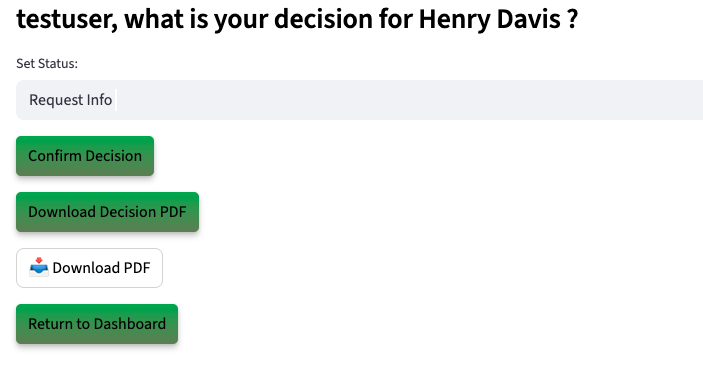 testuser, what is your decision for Henry Davis ?
Set Status:
Request Info
Confirm Decision
Download Decision PDF
Download PDF
Return to Dashboard